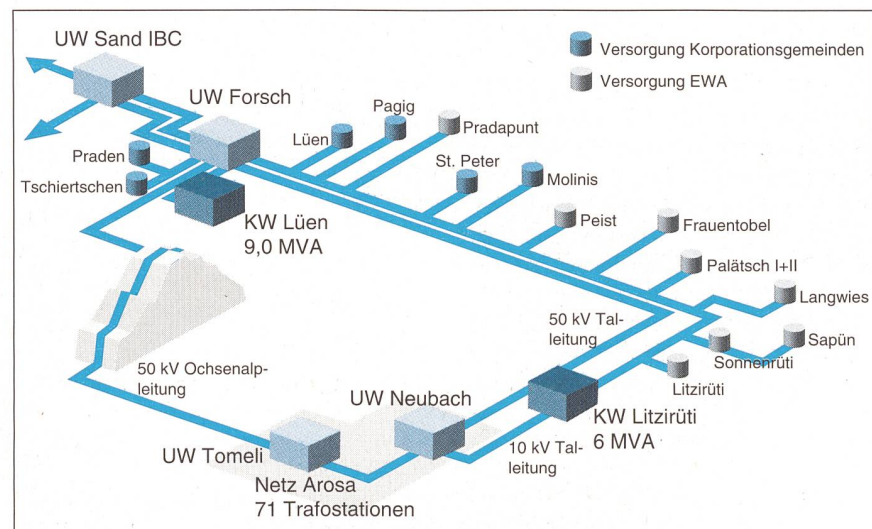 UW Sand IBC
Versorgung Korporationsgemeinden
Versorgung EWA
UW Forsch
Pagig
Lüen
Pradapunt
Praden
St. Peter
Tschiertschen
Molinis
KW Lüen
9,0 MVA
Peist
Frauentobel
Palätsch I+II
Langwies
50 kV Tal-
leitung
Sapün
Sonnenrüti
50 kV Ochsenalp-
leitung
Litzirüti
UW Neubach
KW Litzirüti
6 MVA
UW Tomeli
10 kV Tal-
leitung
Netz Arosa
71 Trafostationen